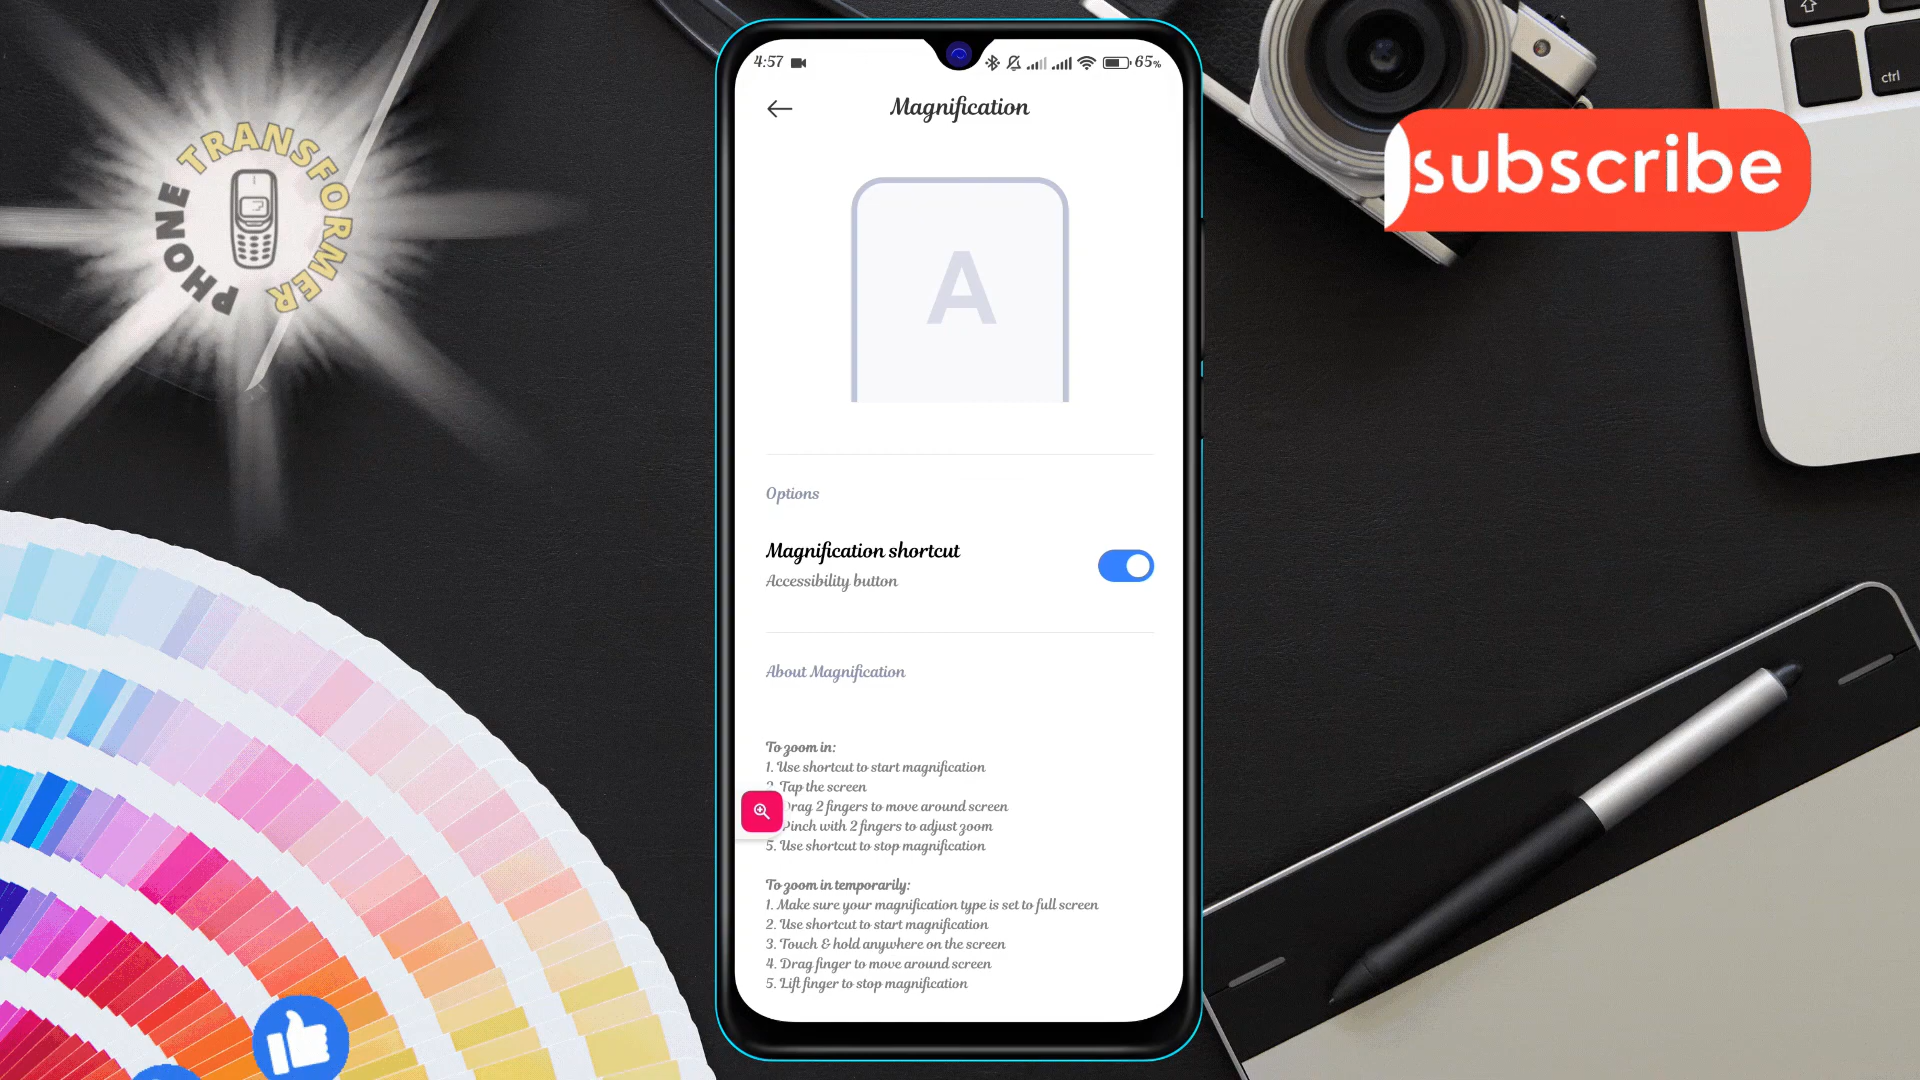 PHONE TRANSFORMER
4:57
65%
Magnification
A
subscribe
ctrl
Options
Magnification shortcut
Accessibility button
About Magnification
To zoom in:
1. Use shortcut to start magnification
Tap the screen
Drag 2 fingers to move around screen
Pinch with 2 fingers to adjust zoom
5. Use shortcut to stop magnification
To zoom in temporarily:
1. Make sure your magnification type is set to full screen
2. Use shortcut to start magnification
3. Touch & hold anywhere on the screen
4. Drag finger to move around screen
5. Lift finger to stop magnification